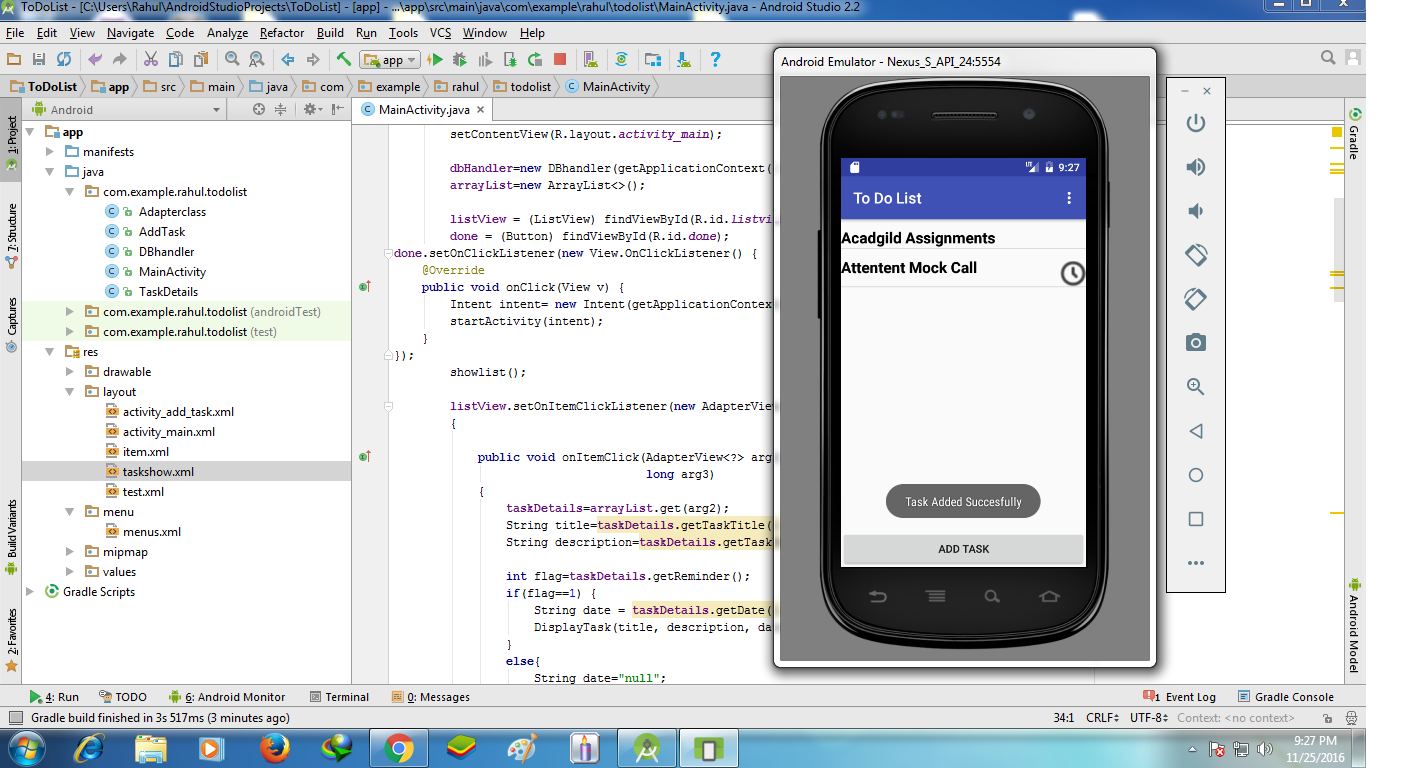 ToDoList - [C:\Users\Rahul\AndroidStudioProjects\ToDoList] - [app] - ...\app\src\main\java\com\example\rahul\todolist\MainActivity.java - Android Studio 2.2
File Edit View Navigate Code Analyze Refactor Build Run Tools VCS Window Help
app
ToDoList app src main java com example rahul todolist MainActivity
Android
MainActivity.java
1: Project
7: Structure
Captures
Build Variants
2: Favorites
app
manifests
java
com.example.rahul.todolist
Adapterclass
AddTask
DBhandler
MainActivity
TaskDetails
com.example.rahul.todolist (androidTest)
com.example.rahul.todolist (test)
res
drawable
layout
activity_add_task.xml
activity_main.xml
item.xml
taskshow.xml
test.xml
menu
menus.xml
mipmap
values
Gradle Scripts
setContentView(R.layout.activity_main);
dbHandler=new DBhandler(getApplicationContext(
arrayList=new ArrayList<>();
listView = (ListView) findViewById(R.id.listvi
done = (Button) findViewById(R.id.done);
done.setOnClickListener(new View.OnClickListener() {
@Override
public void onClick(View v) {
Intent intent= new Intent(getApplicationContex
startActivity(intent);
}
});
showlist();
listView.setOnItemClickListener(new AdapterView
{
public void onItemClick(AdapterView<?> arg
long arg3)
{
taskDetails=arrayList.get(arg2);
String title=taskDetails.getTaskTitle(
String description=taskDetails.getTask
int flag=taskDetails.getReminder();
if(flag==1) {
String date = taskDetails.getDate(
DisplayTask(title, description, da
}
else{
String date="null";
Android Emulator - Nexus_S_API_24:5554
LTE 9:27
To Do List
Acadgild Assignments
Attentent Mock Call
Task Added Succesfully
ADD TASK
Gradle
Android Model
4: Run TODO 6: Android Monitor Terminal 0: Messages 1 Event Log Gradle Console
Gradle build finished in 3s 517ms (3 minutes ago) 34:1 CRLF UTF-8 Context: <no context>
9:27 PM
11/25/2016